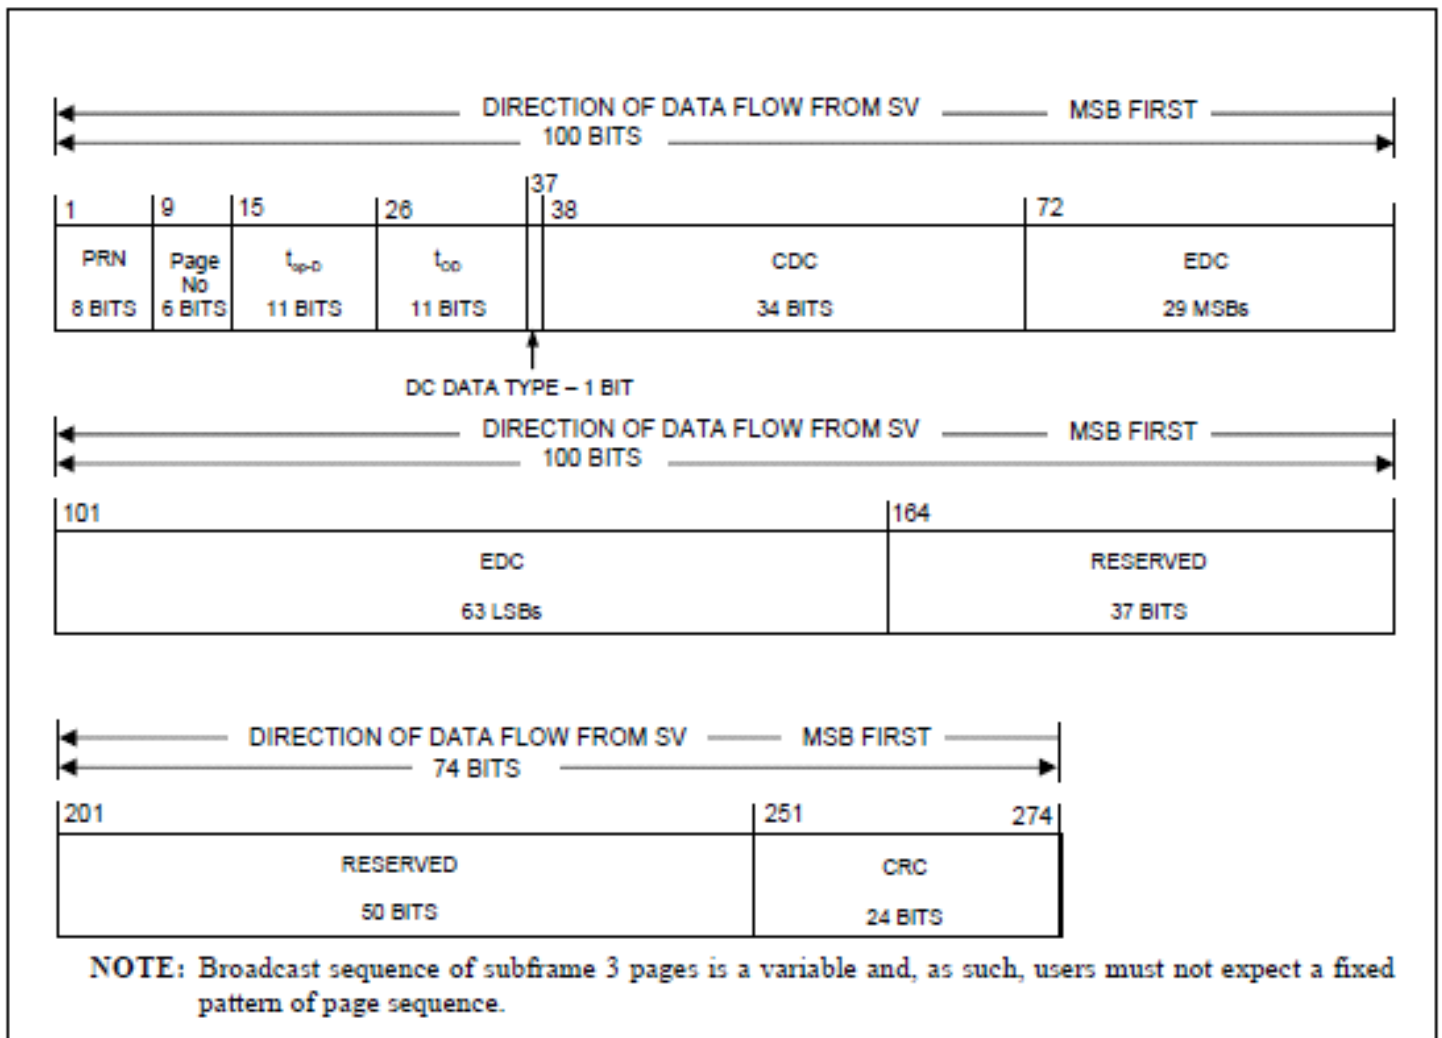 DIRECTION OF DATA FLOW FROM SV MSB FIRST
100 BITS
37
1 9 15 26 38 72
PRN Page No t_op-D t_OD CDC EDC
8 BITS 6 BITS 11 BITS 11 BITS 34 BITS 29 MSBs
DC DATA TYPE – 1 BIT
DIRECTION OF DATA FLOW FROM SV MSB FIRST
100 BITS
101 164
EDC RESERVED
63 LSBs 37 BITS
DIRECTION OF DATA FLOW FROM SV MSB FIRST
74 BITS
201 251 274
RESERVED CRC
50 BITS 24 BITS
NOTE: Broadcast sequence of subframe 3 pages is a variable and, as such, users must not expect a fixed
pattern of page sequence.